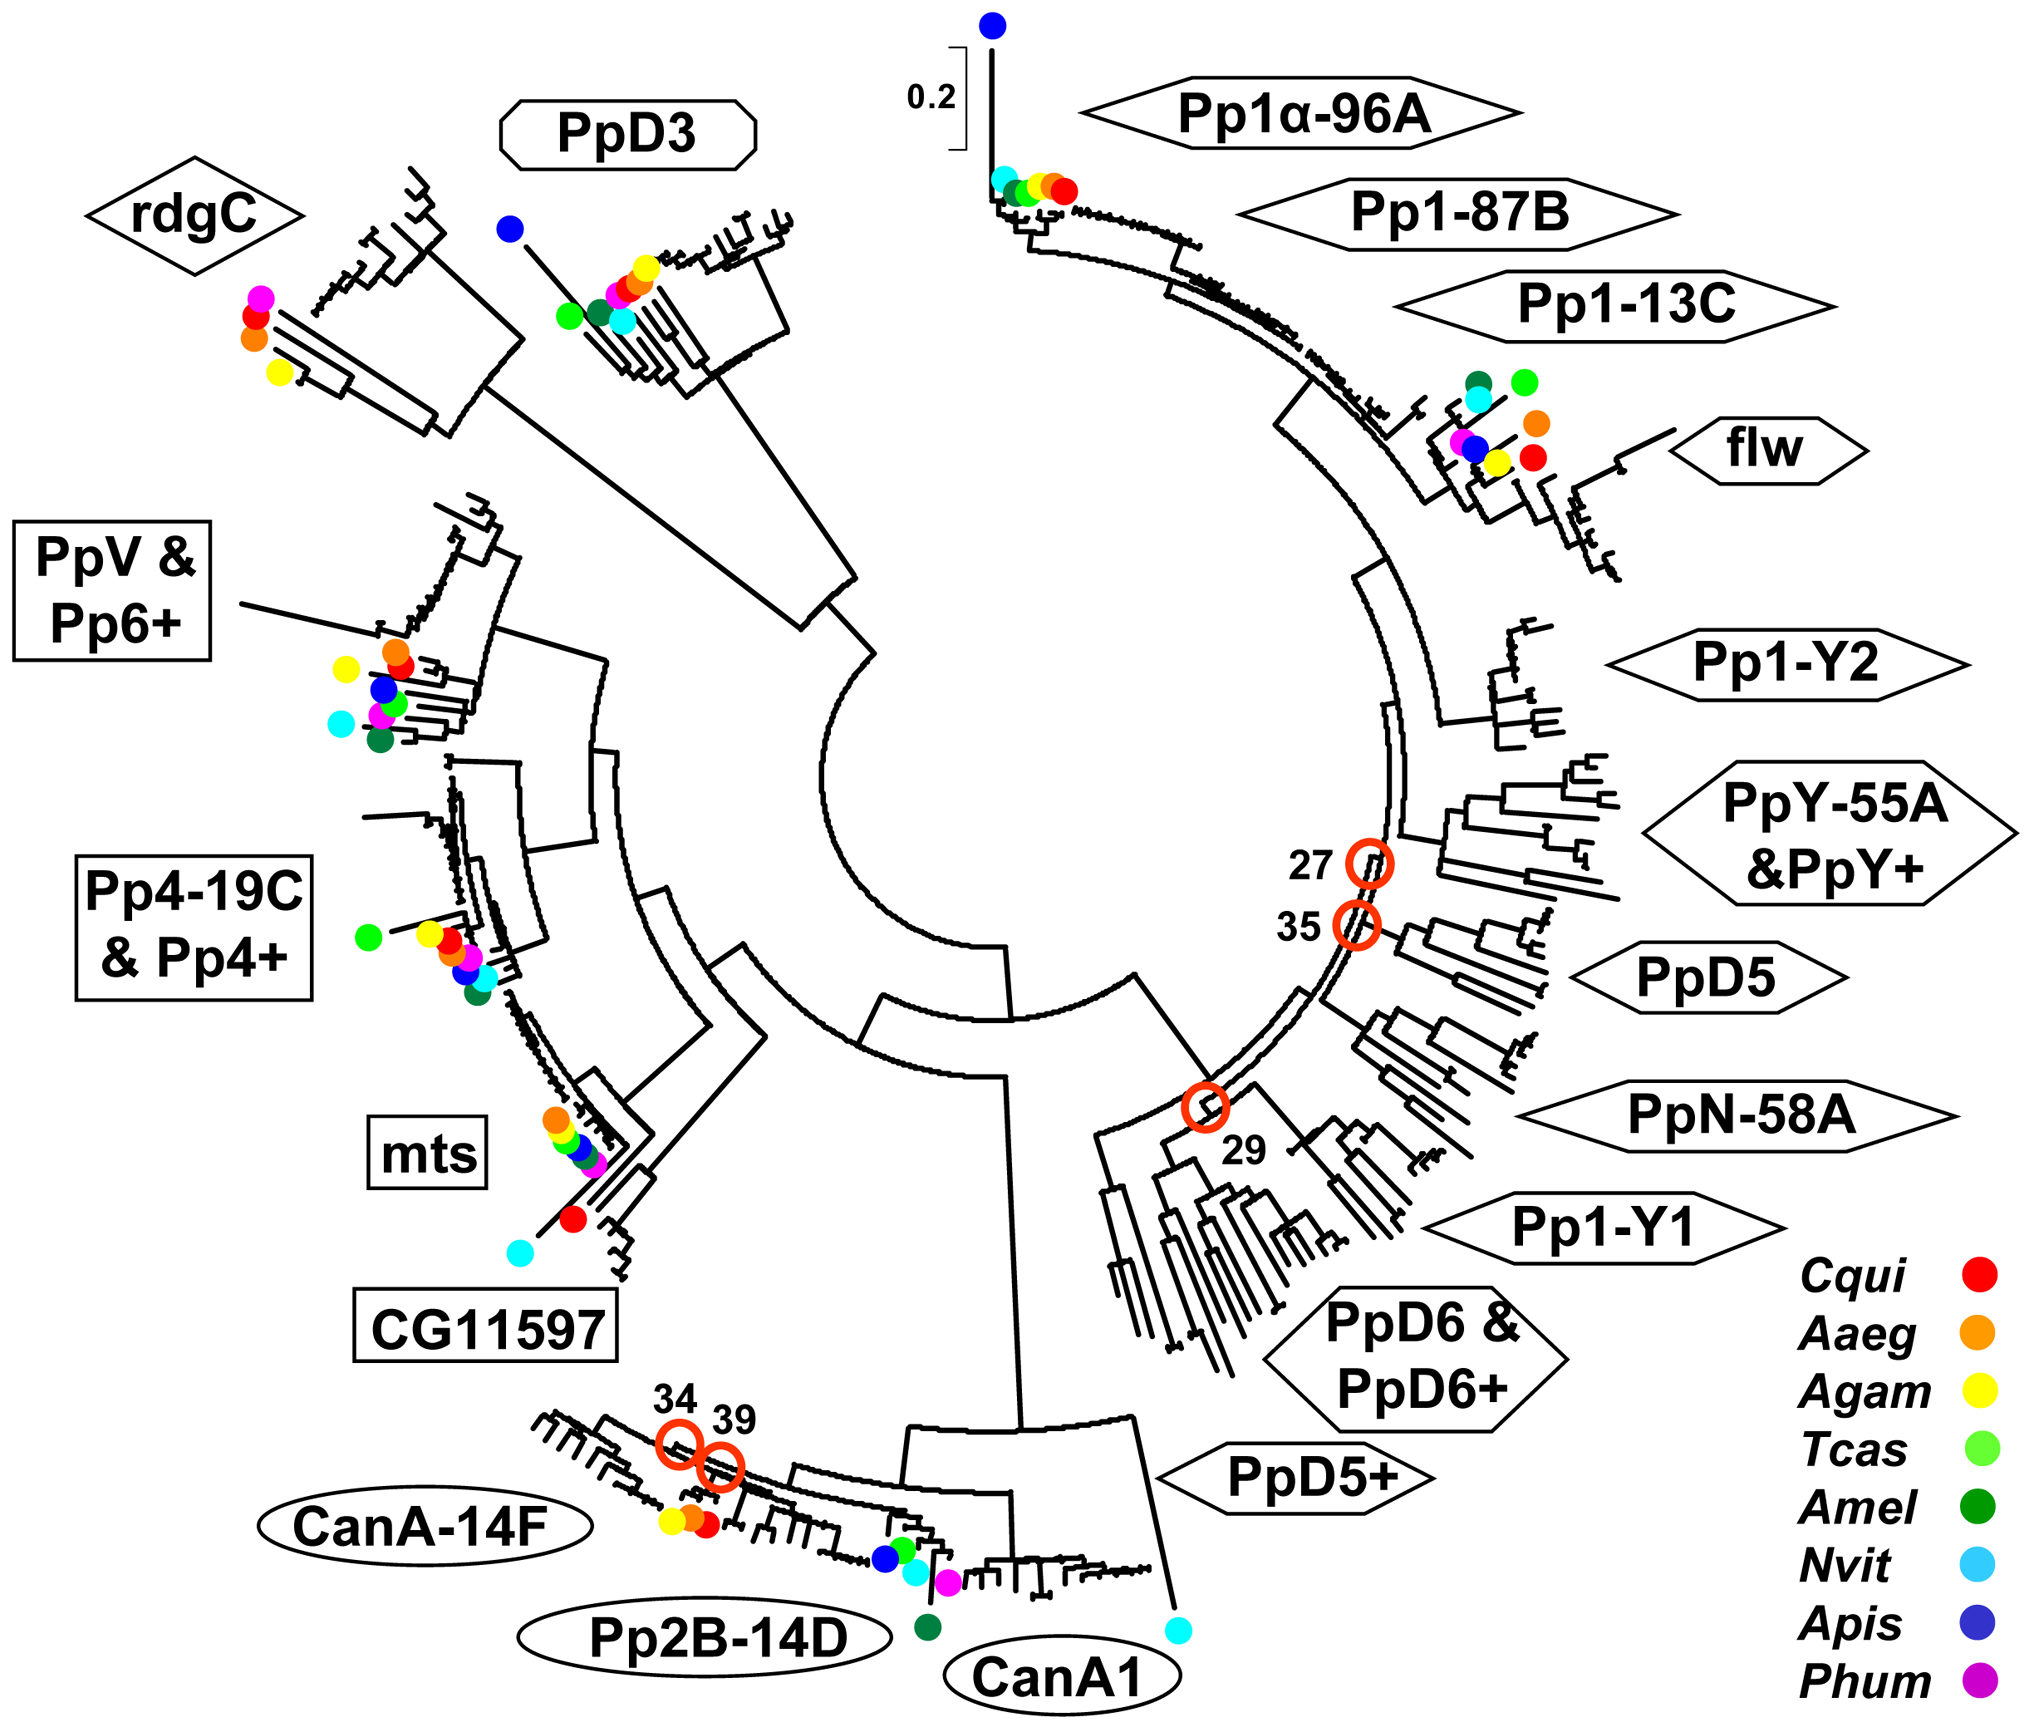 0.2
Pp1α-96A
PpD3
Pp1-87B
rdgC
Pp1-13C
flw
PpV &
Pp6+
Pp1-Y2
PpY-55A
&PpY+
27
Pp4-19C
& Pp4+
35
PpD5
PpN-58A
mts
29
Pp1-Y1
CG11597
PpD6 &
PpD6+
34
39
PpD5+
CanA-14F
Pp2B-14D
CanA1
Cqui
Aaeg
Agam
Tcas
Amel
Nvit
Apis
Phum